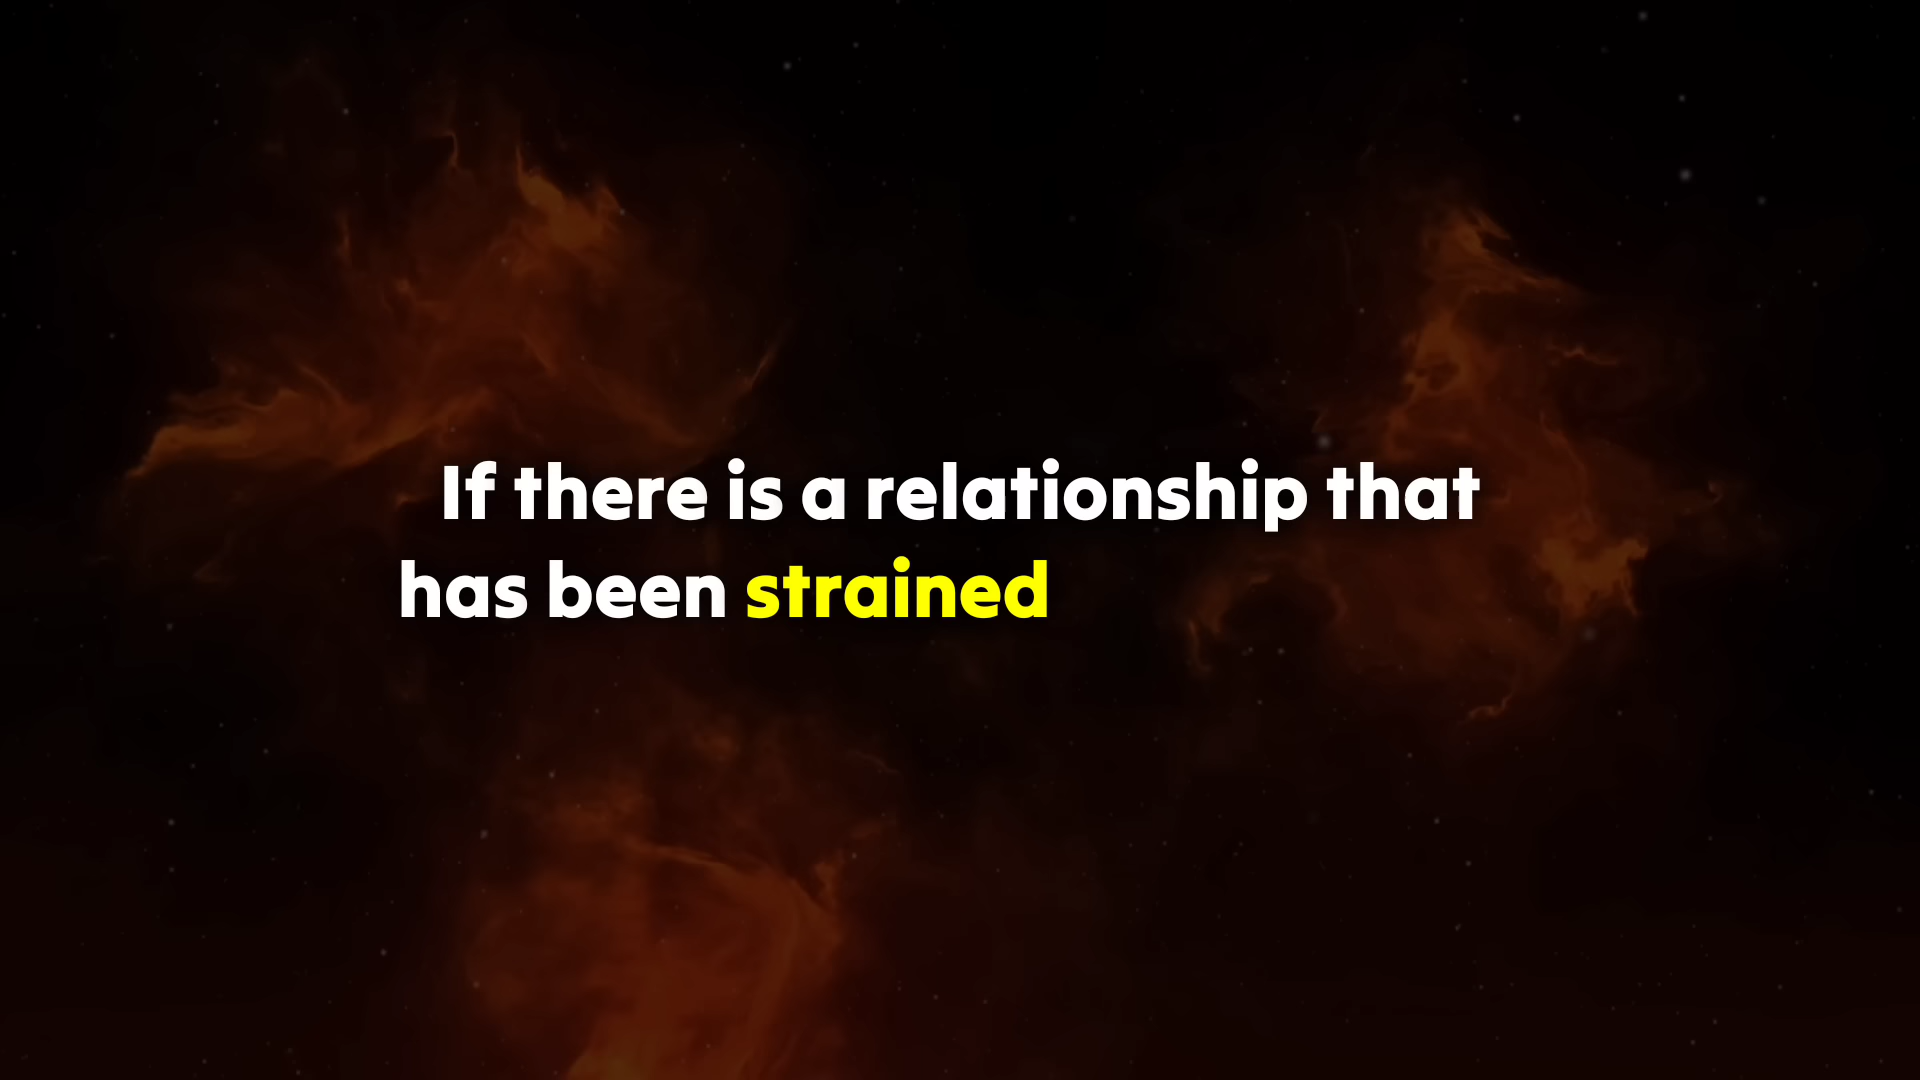 If there is a relationship that
has been strained